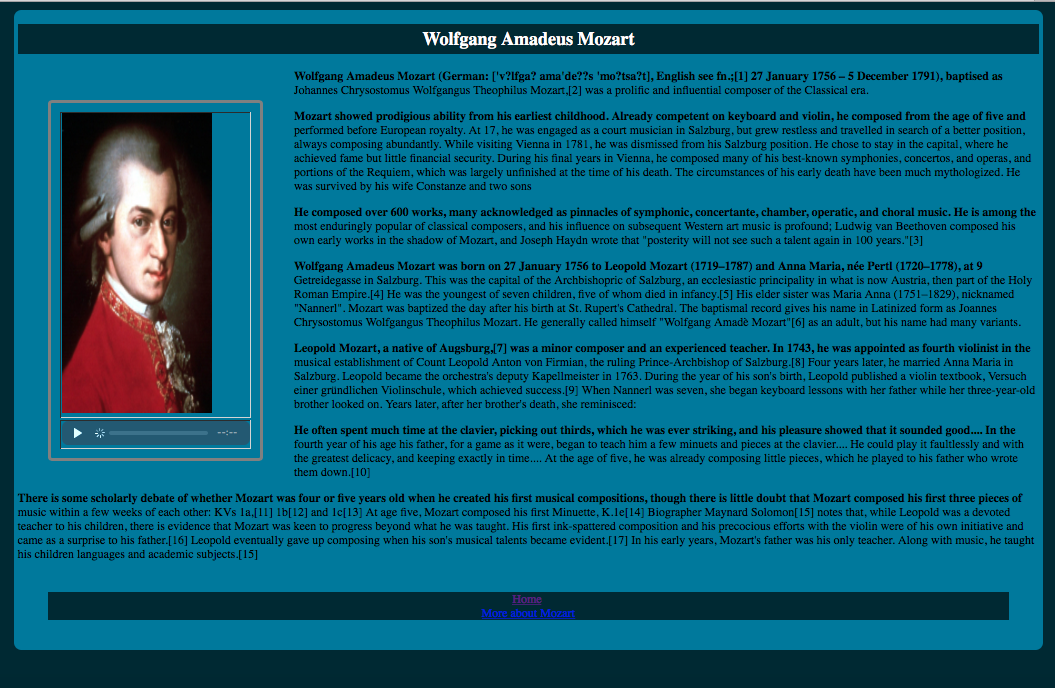 Wolfgang Amadeus Mozart
Wolfgang Amadeus Mozart (German: ['v?lfga? ama'de??s 'mo?tsa?t], English see fn.;[1] 27 January 1756 – 5 December 1791), baptised as
Johannes Chrysostomus Wolfgangus Theophilus Mozart,[2] was a prolific and influential composer of the Classical era.
Mozart showed prodigious ability from his earliest childhood. Already competent on keyboard and violin, he composed from the age of five and
performed before European royalty. At 17, he was engaged as a court musician in Salzburg, but grew restless and travelled in search of a better position,
always composing abundantly. While visiting Vienna in 1781, he was dismissed from his Salzburg position. He chose to stay in the capital, where he
achieved fame but little financial security. During his final years in Vienna, he composed many of his best-known symphonies, concertos, and operas, and
portions of the Requiem, which was largely unfinished at the time of his death. The circumstances of his early death have been much mythologized. He
was survived by his wife Constanze and two sons
He composed over 600 works, many acknowledged as pinnacles of symphonic, concertante, chamber, operatic, and choral music. He is among the
most enduringly popular of classical composers, and his influence on subsequent Western art music is profound; Ludwig van Beethoven composed his
own early works in the shadow of Mozart, and Joseph Haydn wrote that "posterity will not see such a talent again in 100 years."[3]
Wolfgang Amadeus Mozart was born on 27 January 1756 to Leopold Mozart (1719–1787) and Anna Maria, née Pertl (1720–1778), at 9
Getreidegasse in Salzburg. This was the capital of the Archbishopric of Salzburg, an ecclesiastic principality in what is now Austria, then part of the Holy
Roman Empire.[4] He was the youngest of seven children, five of whom died in infancy.[5] His elder sister was Maria Anna (1751–1829), nicknamed
"Nannerl". Mozart was baptized the day after his birth at St. Rupert's Cathedral. The baptismal record gives his name in Latinized form as Joannes
Chrysostomus Wolfgangus Theophilus Mozart. He generally called himself "Wolfgang Amadè Mozart"[6] as an adult, but his name had many variants.
Leopold Mozart, a native of Augsburg,[7] was a minor composer and an experienced teacher. In 1743, he was appointed as fourth violinist in the
musical establishment of Count Leopold Anton von Firmian, the ruling Prince-Archbishop of Salzburg.[8] Four years later, he married Anna Maria in
Salzburg. Leopold became the orchestra's deputy Kapellmeister in 1763. During the year of his son's birth, Leopold published a violin textbook, Versuch
einer gründlichen Violinschule, which achieved success.[9] When Nannerl was seven, she began keyboard lessons with her father while her three-year-old
brother looked on. Years later, after her brother's death, she reminisced:
He often spent much time at the clavier, picking out thirds, which he was ever striking, and his pleasure showed that it sounded good.... In the
fourth year of his age his father, for a game as it were, began to teach him a few minuets and pieces at the clavier.... He could play it faultlessly and with
the greatest delicacy, and keeping exactly in time.... At the age of five, he was already composing little pieces, which he played to his father who wrote
them down.[10]
--:--
There is some scholarly debate of whether Mozart was four or five years old when he created his first musical compositions, though there is little doubt that Mozart composed his first three pieces of
music within a few weeks of each other: KVs 1a,[11] 1b[12] and 1c[13] At age five, Mozart composed his first Minuette, K.1e[14] Biographer Maynard Solomon[15] notes that, while Leopold was a devoted
teacher to his children, there is evidence that Mozart was keen to progress beyond what he was taught. His first ink-spattered composition and his precocious efforts with the violin were of his own initiative and
came as a surprise to his father.[16] Leopold eventually gave up composing when his son's musical talents became evident.[17] In his early years, Mozart's father was his only teacher. Along with music, he taught
his children languages and academic subjects.[15]
Home
More about Mozart